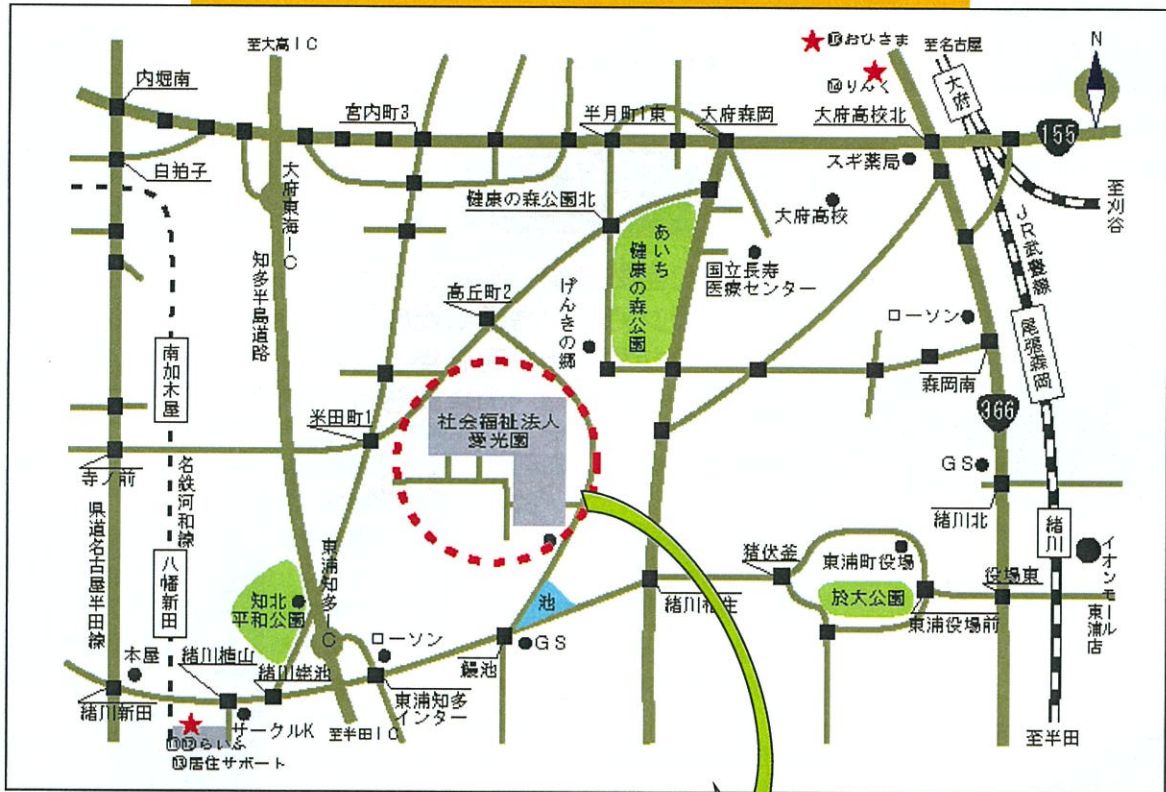 至大高IC
⑮おひさま
至名古屋
N
⑭りんく
大府
内堀南
宮内町3
半月町1東
大府森岡
大府高校北
155
スギ薬局
白拍子
大府東海IC
健康の森公園北
大府高校
至刈谷
あいち
健康の森公園
国立長寿
医療センター
JR武豊線
知多半島道路
高丘町2
げんきの郷
ローソン
尾張森岡
南加木屋
森岡南
米田町1
社会福祉法人
愛光園
366
寺ノ前
GS
名鉄河和線
緒川北
県道名古屋半田線
東浦知多IC
猪伏釜
東浦町役場
緒川
イオンモール
東浦店
役場東
八幡新田
知北
平和公園
池
緒川相生
於大公園
東浦役場前
ローソン
GS
本屋
緒川植山
鰻池
緒川新田
東浦知多
インター
サークルK
至半田IC
至半田
⑪⑫らいふ
⑬居住サポート